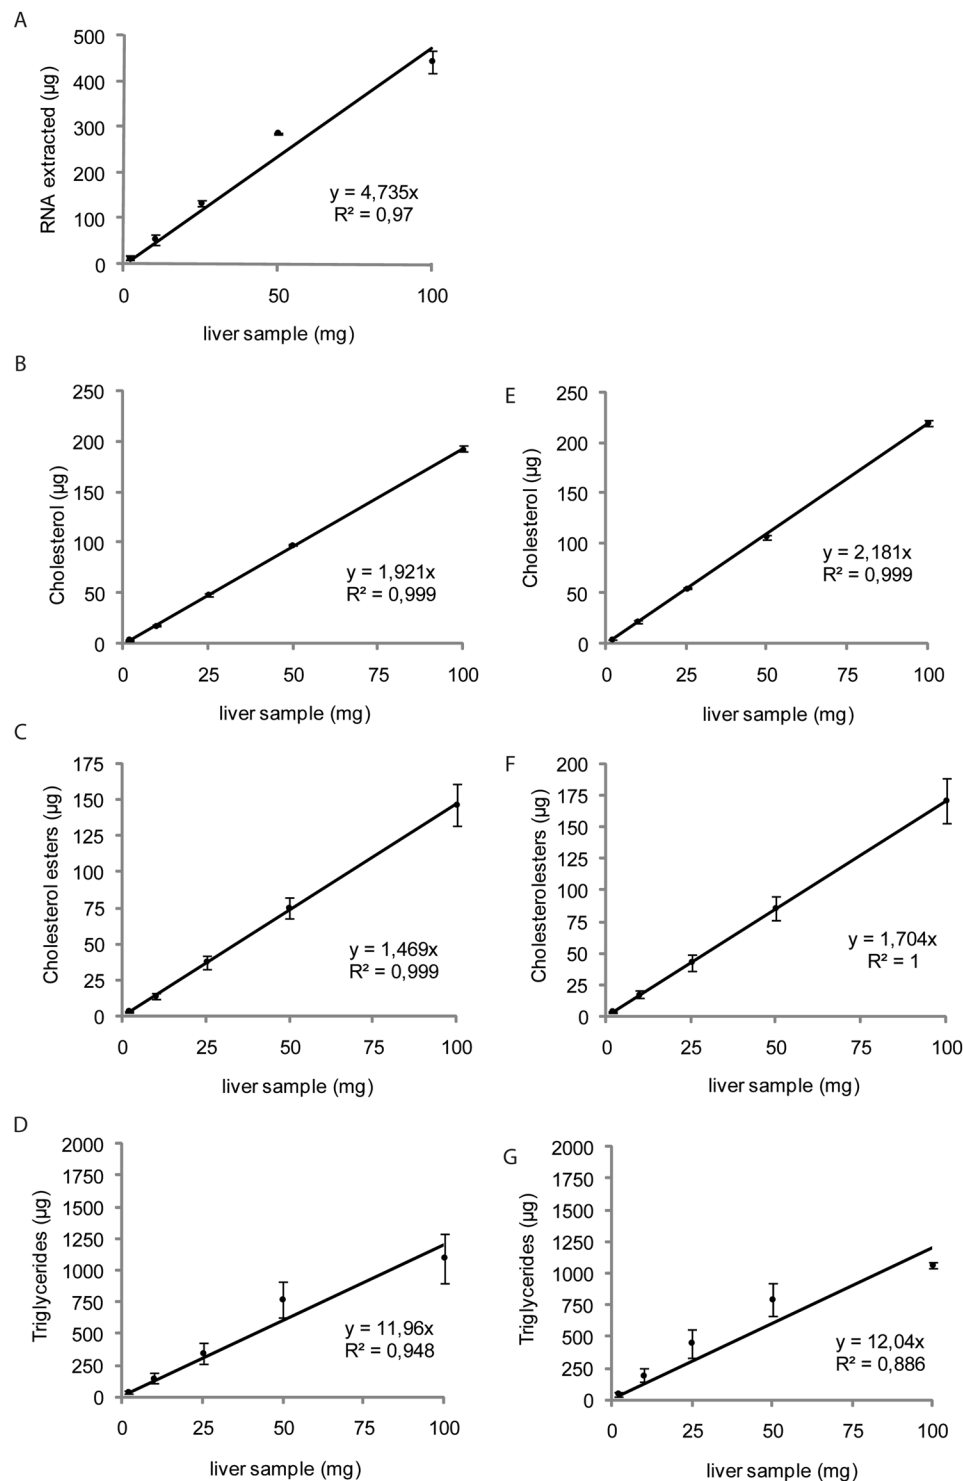 A
500
400
300
200
100
0
RNA extracted (µg)
y = 4,735x
R² = 0,97
0 50 100
liver sample (mg)
B
250
200
150
100
50
0
Cholesterol (µg)
y = 1,921x
R² = 0,999
0 25 50 75 100
liver sample (mg)
E
250
200
150
100
50
0
Cholesterol (µg)
y = 2,181x
R² = 0,999
0 25 50 75 100
liver sample (mg)
C
175
150
125
100
75
50
25
0
Cholesterol esters (µg)
y = 1,469x
R² = 0,999
0 25 50 75 100
liver sample (mg)
F
200
175
150
125
100
75
50
25
0
Cholesterolesters (µg)
y = 1,704x
R² = 1
0 25 50 75 100
liver sample (mg)
D
2000
1750
1500
1250
1000
750
500
250
0
Triglycerides (µg)
y = 11,96x
R² = 0,948
0 25 50 75 100
liver sample (mg)
G
2000
1750
1500
1250
1000
750
500
250
0
Triglycerides (µg)
y = 12,04x
R² = 0,886
0 25 50 75 100
liver sample (mg)